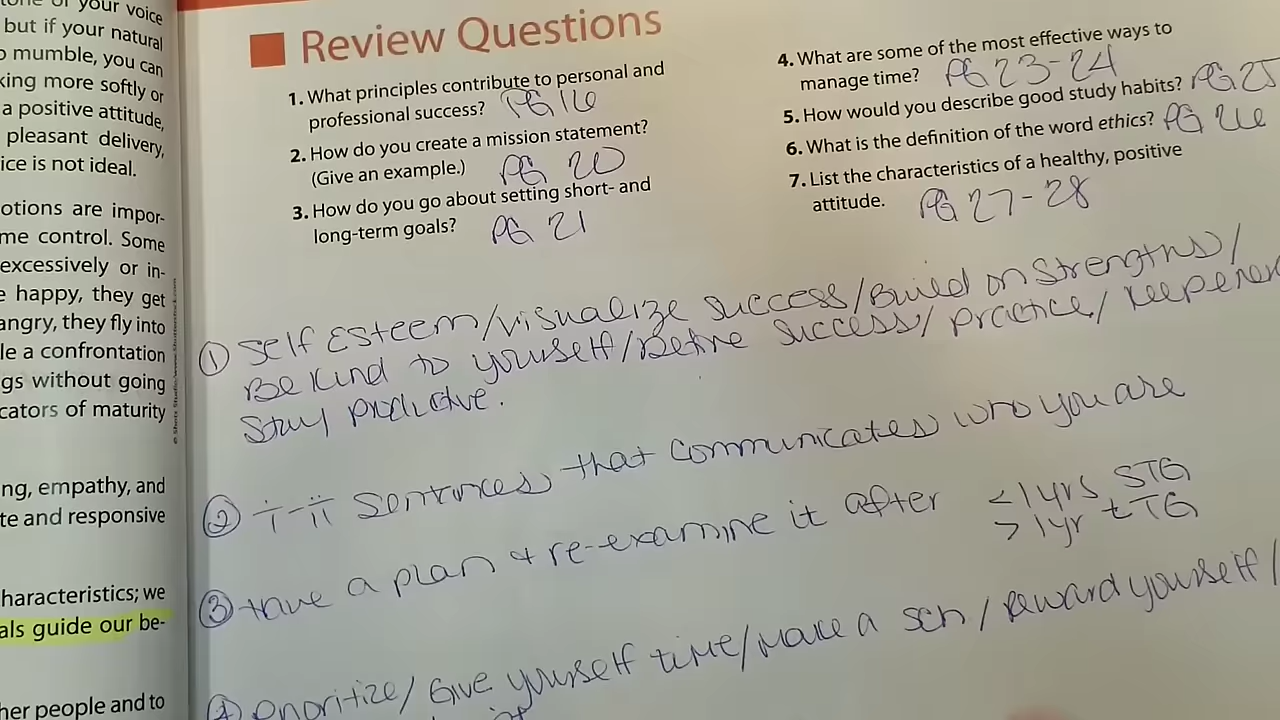 of your voice
but if your natural
mumble, you can
king more softly or
a positive attitude,
pleasant delivery,
ice is not ideal.
otions are impor-
me control. Some
excessively or in-
e happy, they get
angry, they fly into
le a confrontation
gs without going
cators of maturity
ng, empathy, and
te and responsive
haracteristics; we
als guide our be-
her people and to
Review Questions
1. What principles contribute to personal and
professional success? PG 16
2. How do you create a mission statement?
(Give an example.) PG 20
3. How do you go about setting short- and
long-term goals? PG 21
4. What are some of the most effective ways to
manage time? PG 23-24
5. How would you describe good study habits? PG 25
6. What is the definition of the word ethics? PG 26
7. List the characteristics of a healthy, positive
attitude. PG 27-28
① Self Esteem/visualize success/Build on strengths/
Be kind to yourself/Define success/practice/
Stay productive.
② i-ii sentences that communicates who you are
③ Have a plan + re-examine it after <1yrs STG
>1yr LTG
④ prioritize/Give yourself time/Make a sch/Reward yourself/